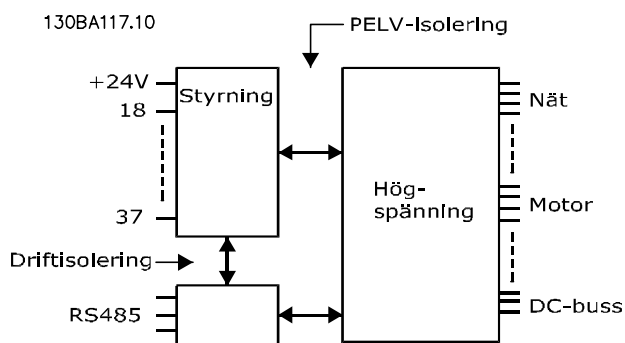 130BA117.10
PELV-isolering
+24V
Styrning
18
Nät
Hög-
spänning
Motor
37
Driftisolering
RS485
DC-buss